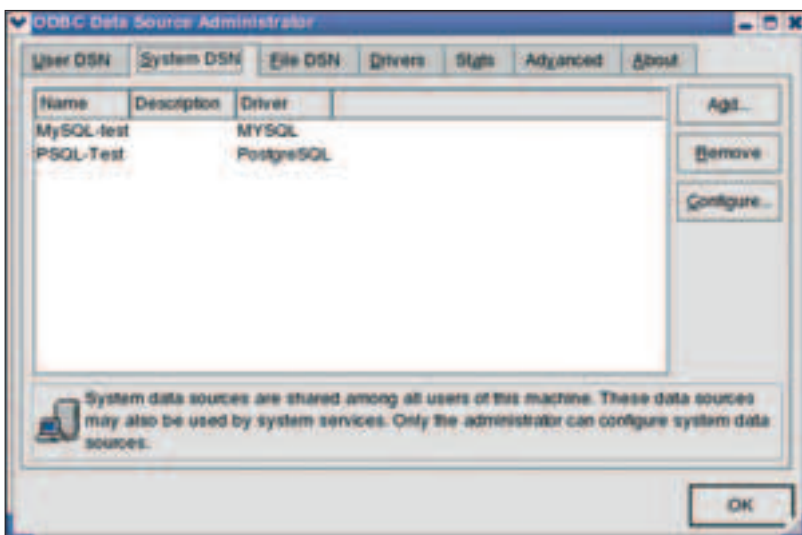 ODBC Data Source Administrator
User DSN System DSN File DSN Drivers Stats Advanced About
Name Description Driver
MySQL-test MYSQL
PSQL-Test PostgreSQL
Add...
Remove
Configure...
System data sources are shared among all users of this machine. These data sources
may also be used by system services. Only the administrator can configure system data
sources.
OK